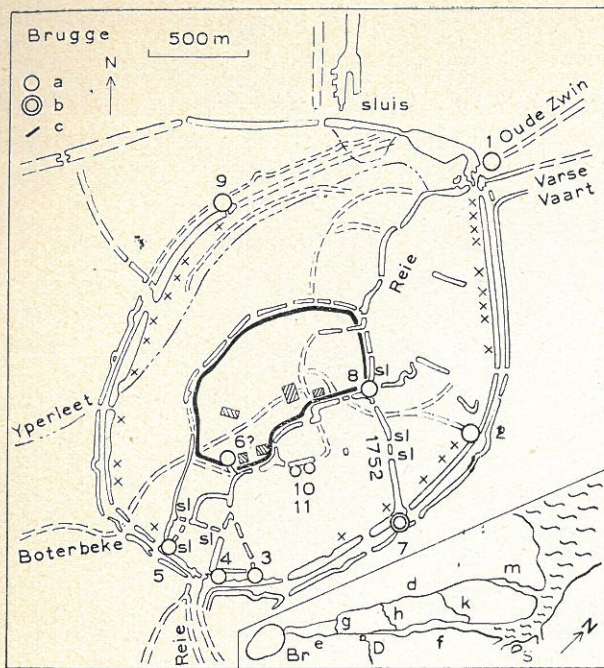 Brugge
500 m
N
a
b
c
sluis
1
Oude Zwin
Varse
Vaart
9
Reie
Yperleet
8
sl
6?
sl
sl
1752
2
10
11
sl
sl
sl
Boterbeke
5
4
3
7
Reie
d
m
g
h
k
Br
e
D
f
S
N